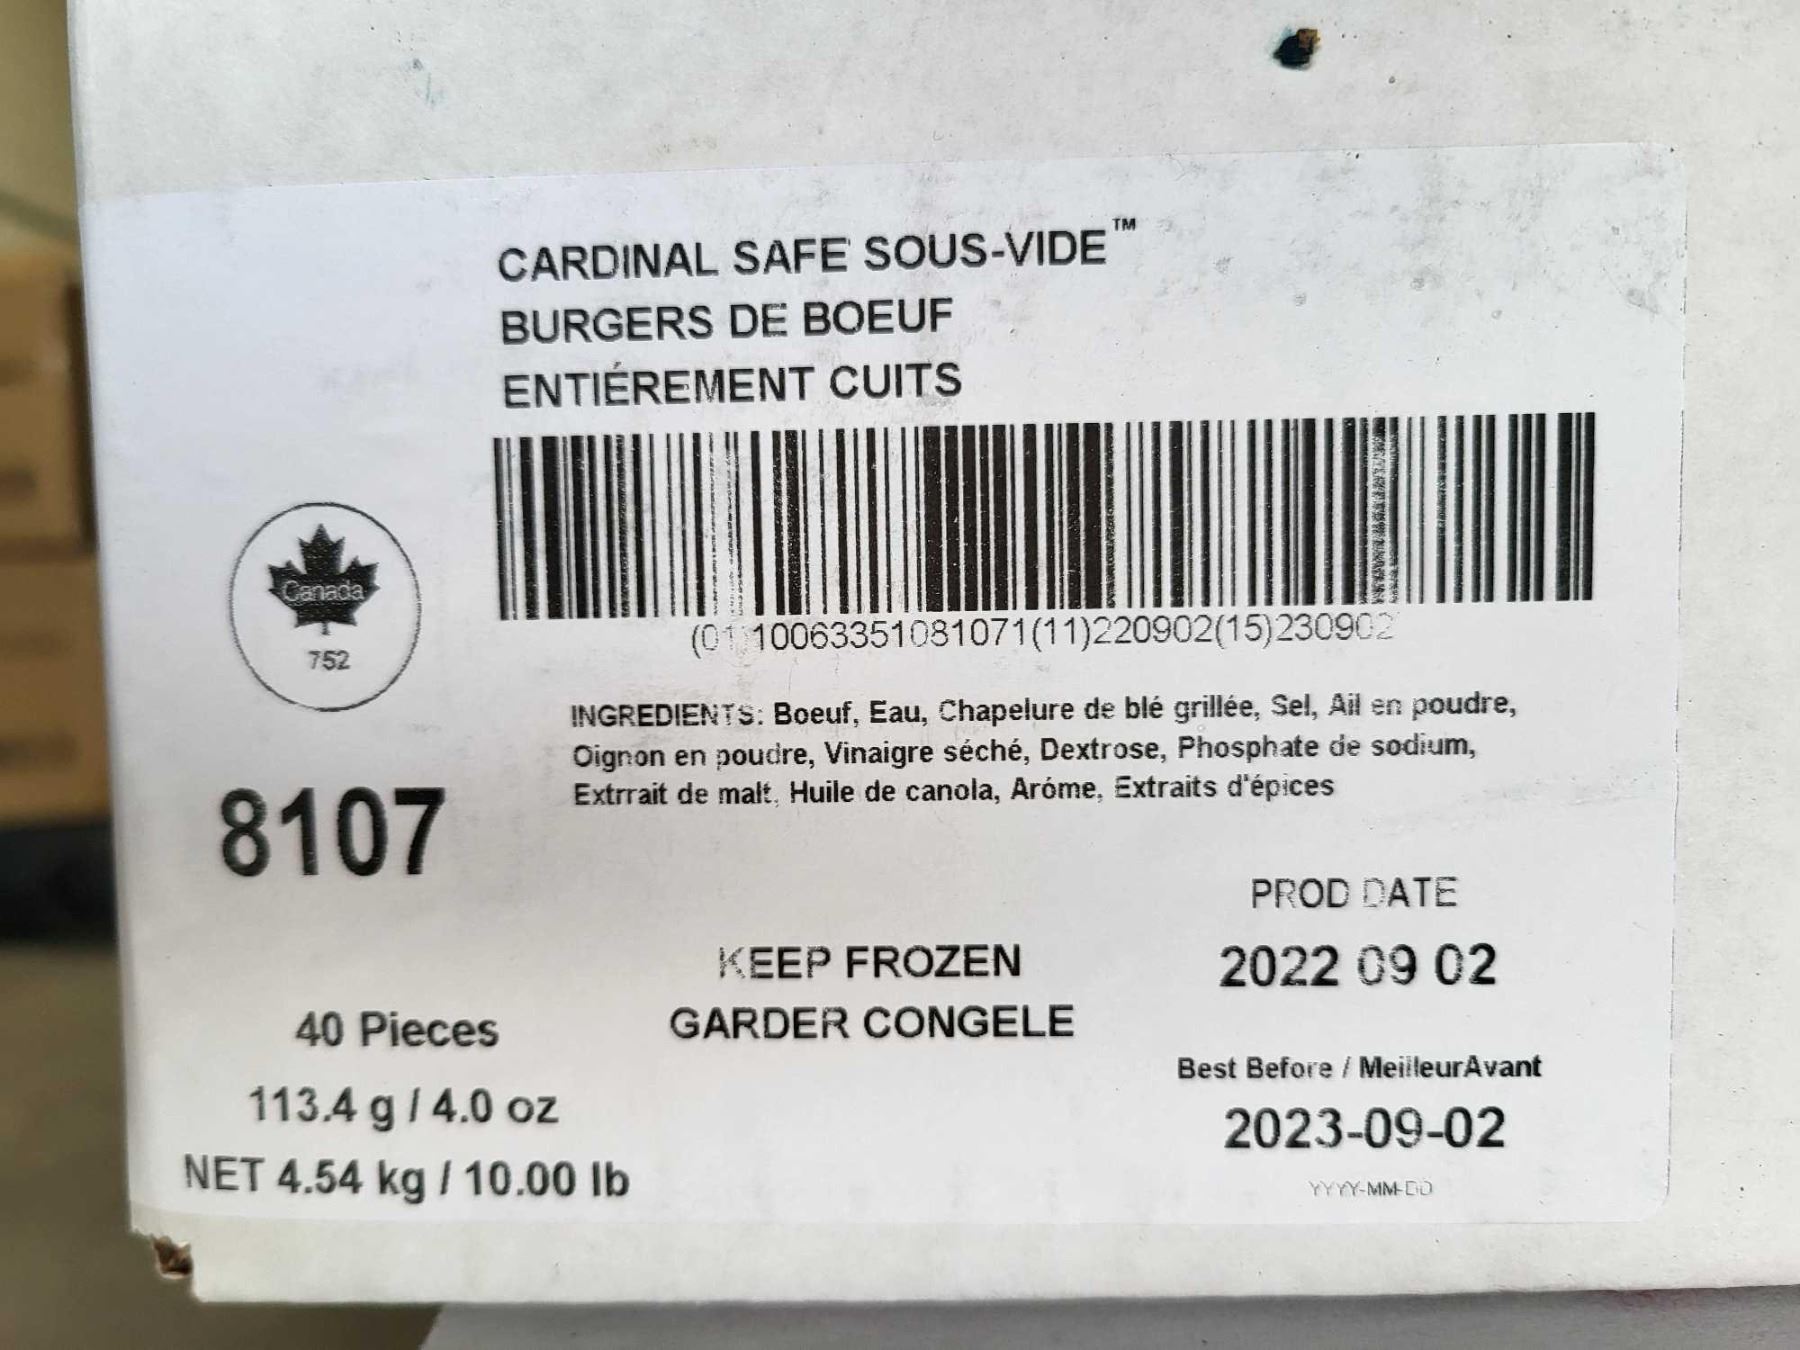 CARDINAL SAFE SOUS-VIDE™
BURGERS DE BOEUF
ENTIÉREMENT CUITS
(01)10063351081071(11)220902(15)230902
Canada
752
INGREDIENTS: Boeuf, Eau, Chapelure de blé grillée, Sel, Ail en poudre,
Oignon en poudre, Vinaigre séché, Dextrose, Phosphate de sodium,
Extrrait de malt, Huile de canola, Aróme, Extraits d'épices
8107
PROD DATE
2022 09 02
KEEP FROZEN
GARDER CONGELE
40 Pieces
113.4 g / 4.0 oz
NET 4.54 kg / 10.00 lb
Best Before / MeilleurAvant
2023-09-02
YYYY-MM-DD